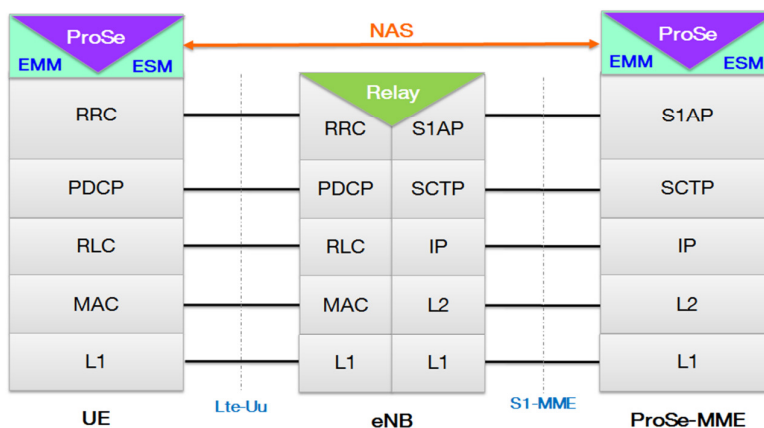 ProSe NAS ProSe
EMM ESM EMM ESM
Relay
RRC RRC S1AP S1AP
PDCP PDCP SCTP SCTP
RLC RLC IP IP
MAC MAC L2 L2
L1 L1 L1 L1
Lte-Uu S1-MME
UE eNB ProSe-MME